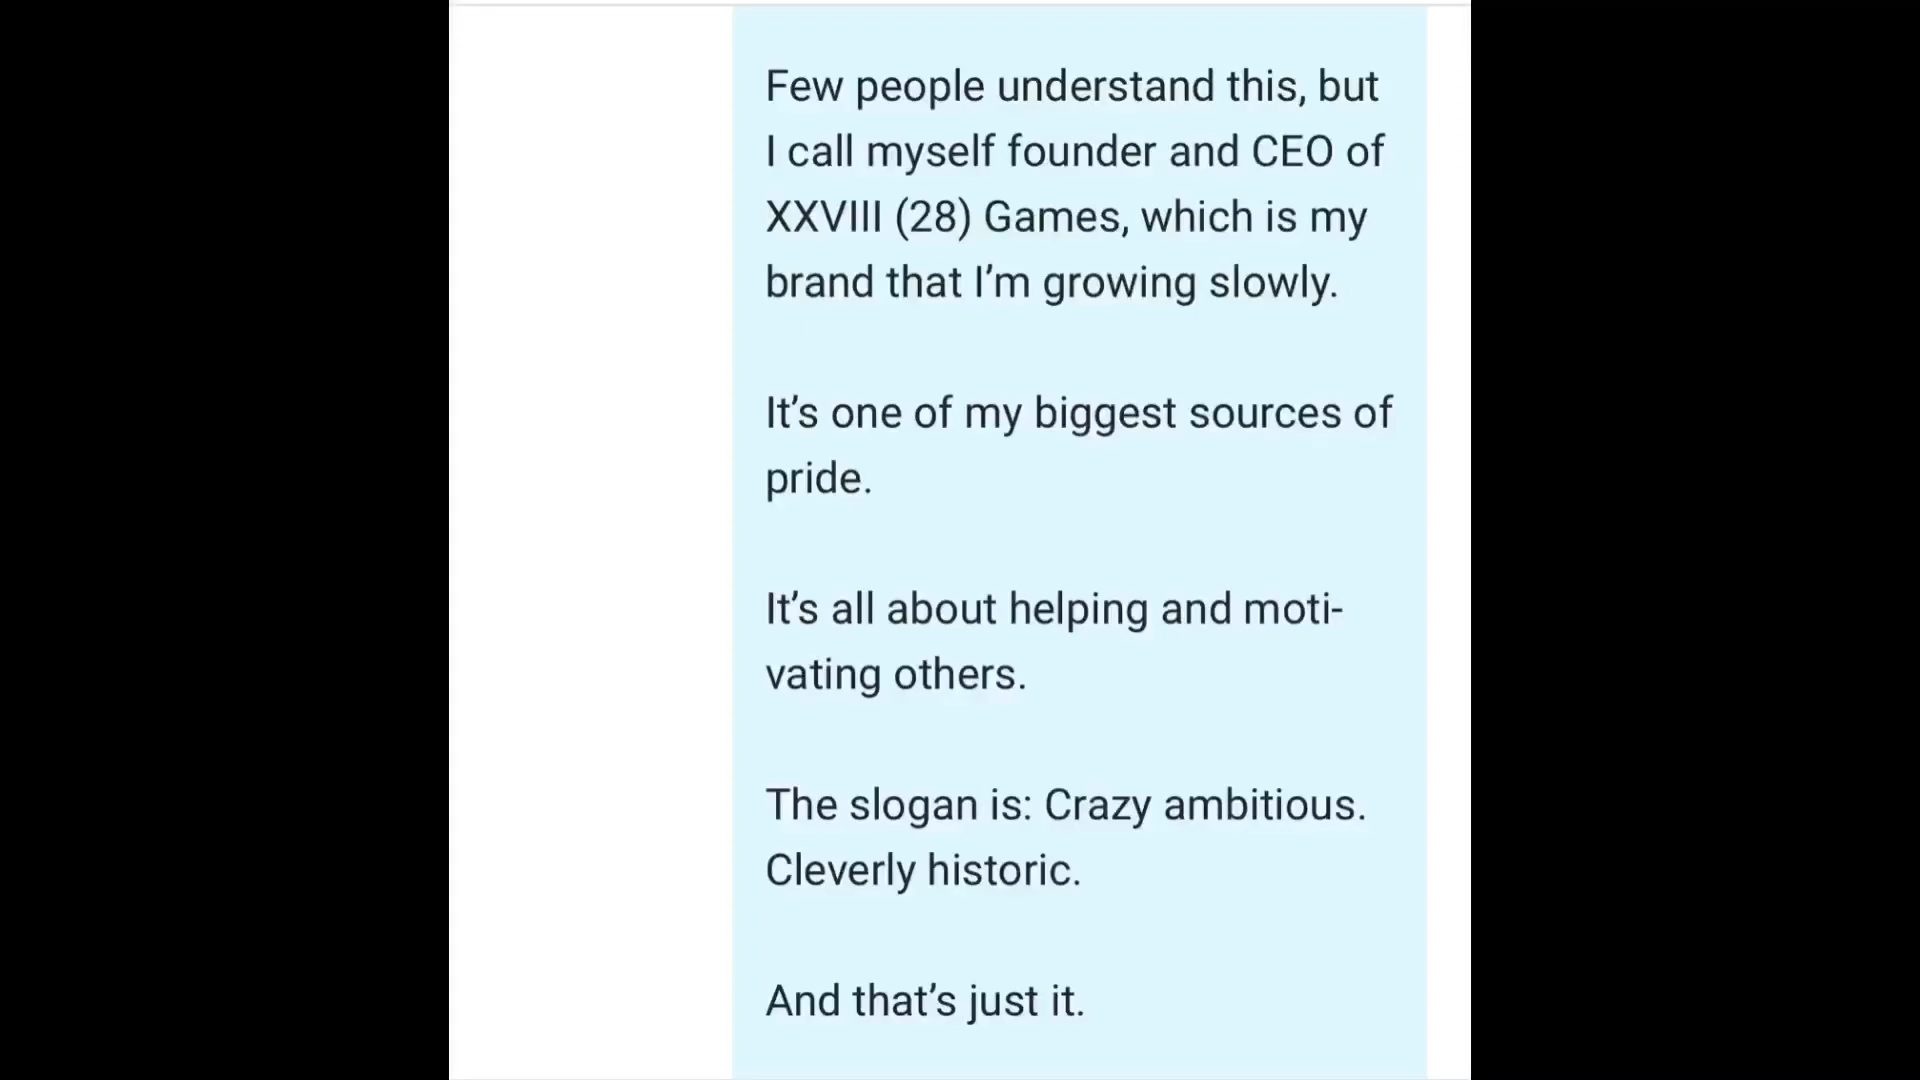 Few people understand this, but
I call myself founder and CEO of
XXVIII (28) Games, which is my
brand that I’m growing slowly.
It’s one of my biggest sources of
pride.
It’s all about helping and moti-
vating others.
The slogan is: Crazy ambitious.
Cleverly historic.
And that’s just it.